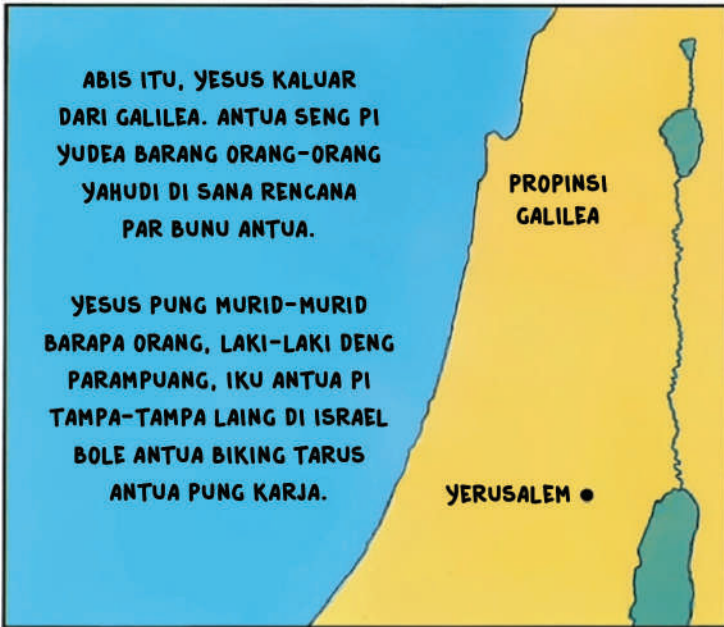 ABIS ITU, YESUS KALUAR
DARI GALILEA. ANTUA SENG PI
YUDEA BARANG ORANG-ORANG
YAHUDI DI SANA RENCANA
PAR BUNU ANTUA.
YESUS PUNG MURID-MURID
BARAPA ORANG, LAKI-LAKI DENG
PARAMPUANG, IKU ANTUA PI
TAMPA-TAMPA LAING DI ISRAEL
BOLE ANTUA BIKING TARUS
ANTUA PUNG KARJA.
PROPINSI
GALILEA
YERUSALEM